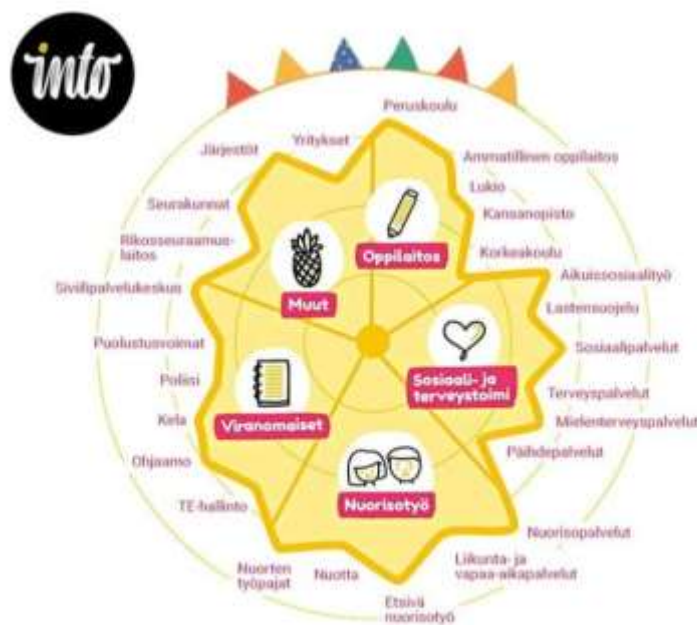 into
Peruskoulu
Yritykset
Järjestöt
Ammatillinen oppilaitos
Lukio
Seurakunnat
Kansanopisto
Rikosseuraamus-
laitos
Oppilaitos
Korkeakoulu
Siviilipalvelukeskus
Muut
Aikuissosiaalityö
Lastensuojelu
Puolustusvoimat
Sosiaalipalvelut
Poliisi
Sosiaali- ja
terveystoimi
Terveyspalvelut
Kela
Viranomaiset
Mielenterveyspalvelut
Ohjaamo
Päihdepalvelut
TE-hallinto
Nuorisotyö
Nuorisopalvelut
Nuorten
työpajat
Nuotta
Liikunta- ja
vapaa-aikapalvelut
Etsivä
nuorisotyö